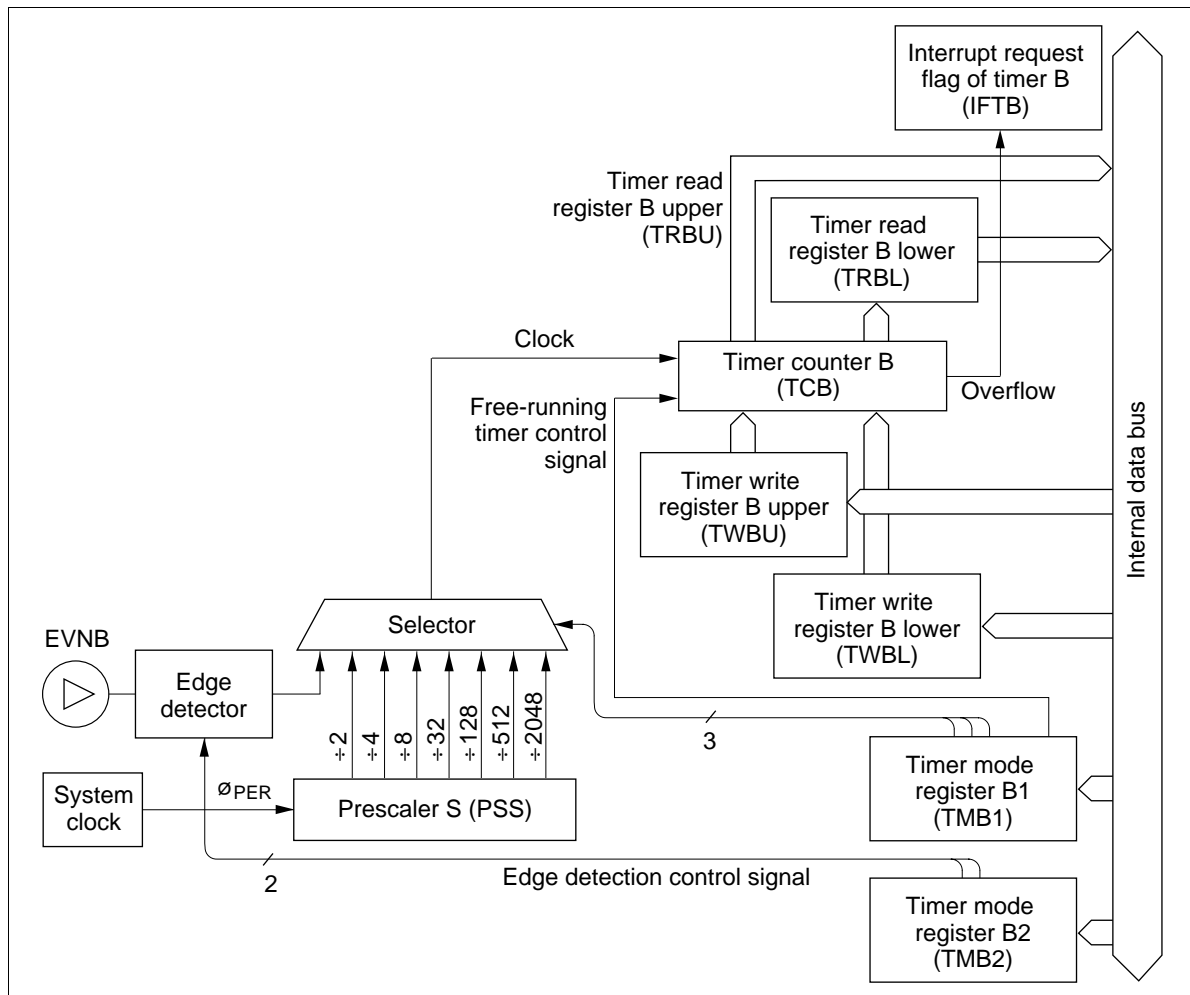 Interrupt request
flag of timer B
(IFTB)
Timer read
register B upper
(TRBU)
Timer read
register B lower
(TRBL)
Clock
Timer counter B
(TCB)
Overflow
Free-running
timer control
signal
Timer write
register B upper
(TWBU)
Internal data bus
Timer write
register B lower
(TWBL)
Selector
EVNB
Edge
detector
÷2
÷4
÷8
÷32
÷128
÷512
÷2048
3
System
clock
øPER
Prescaler S (PSS)
Timer mode
register B1
(TMB1)
2
Edge detection control signal
Timer mode
register B2
(TMB2)